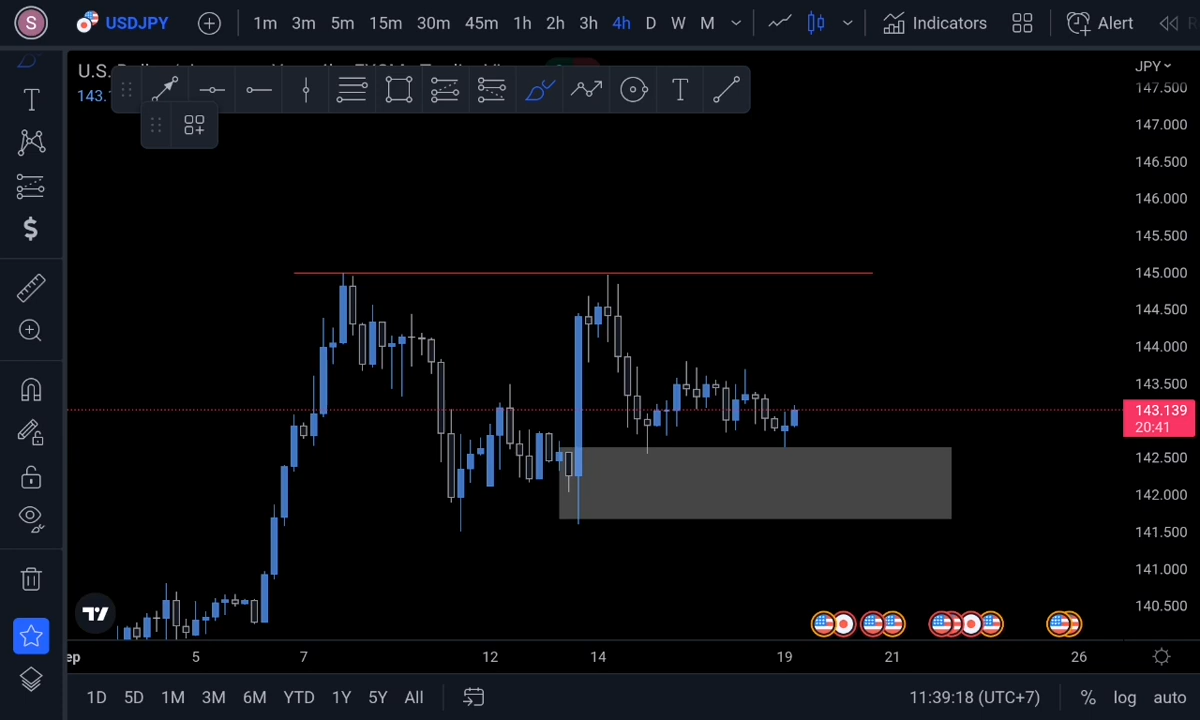 S
USDJPY
1m 3m 5m 15m 30m 45m 1h 2h 3h 4h D W M
Indicators
Alert
U.S.
JPY
143.
147.500
147.000
146.500
146.000
145.500
145.000
144.500
144.000
143.500
143.139
20:41
142.500
142.000
141.500
141.000
140.500
ep 5 7 12 14 19 21 26
1D 5D 1M 3M 6M YTD 1Y 5Y All
11:39:18 (UTC+7) % log auto